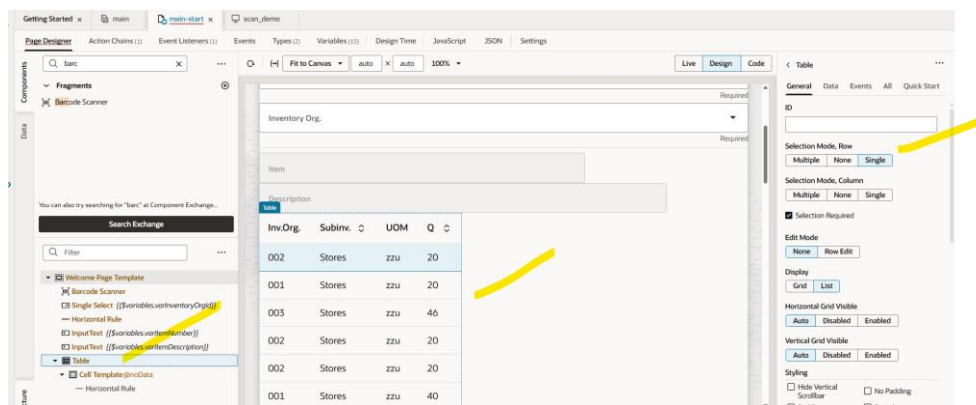 Getting Started × main main-start × scan_demo
Page Designer Action Chains (1) Event Listeners (1) Events Types (2) Variables (15) Design Time JavaScript JSON Settings
Components
Data
barc ×
Fragments
Barcode Scanner
You can also try searching for "barc" at Component Exchange...
Search Exchange
Filter
Welcome Page Template
Barcode Scanner
Single Select {{$variables.varInventoryOrgId}}
Horizontal Rule
InputText {{$variables.varItemNumber}}
InputText {{$variables.varItemDescription}}
Table
Cell Template@noData
Horizontal Rule
Fit to Canvas auto × auto 100%
Live Design Code
Required
Inventory Org.
Required
Item
Description
Table
Inv.Org. Subinv. UOM Q
002 Stores zzu 20
001 Stores zzu 20
003 Stores zzu 46
002 Stores zzu 20
002 Stores zzu 20
001 Stores zzu 40
Table
General Data Events All Quick Start
ID
Selection Mode, Row
Multiple None Single
Selection Mode, Column
Multiple None Single
Selection Required
Edit Mode
None Row Edit
Display
Grid List
Horizontal Grid Visible
Auto Disabled Enabled
Vertical Grid Visible
Auto Disabled Enabled
Styling
Hide Vertical Scrollbar
No Padding